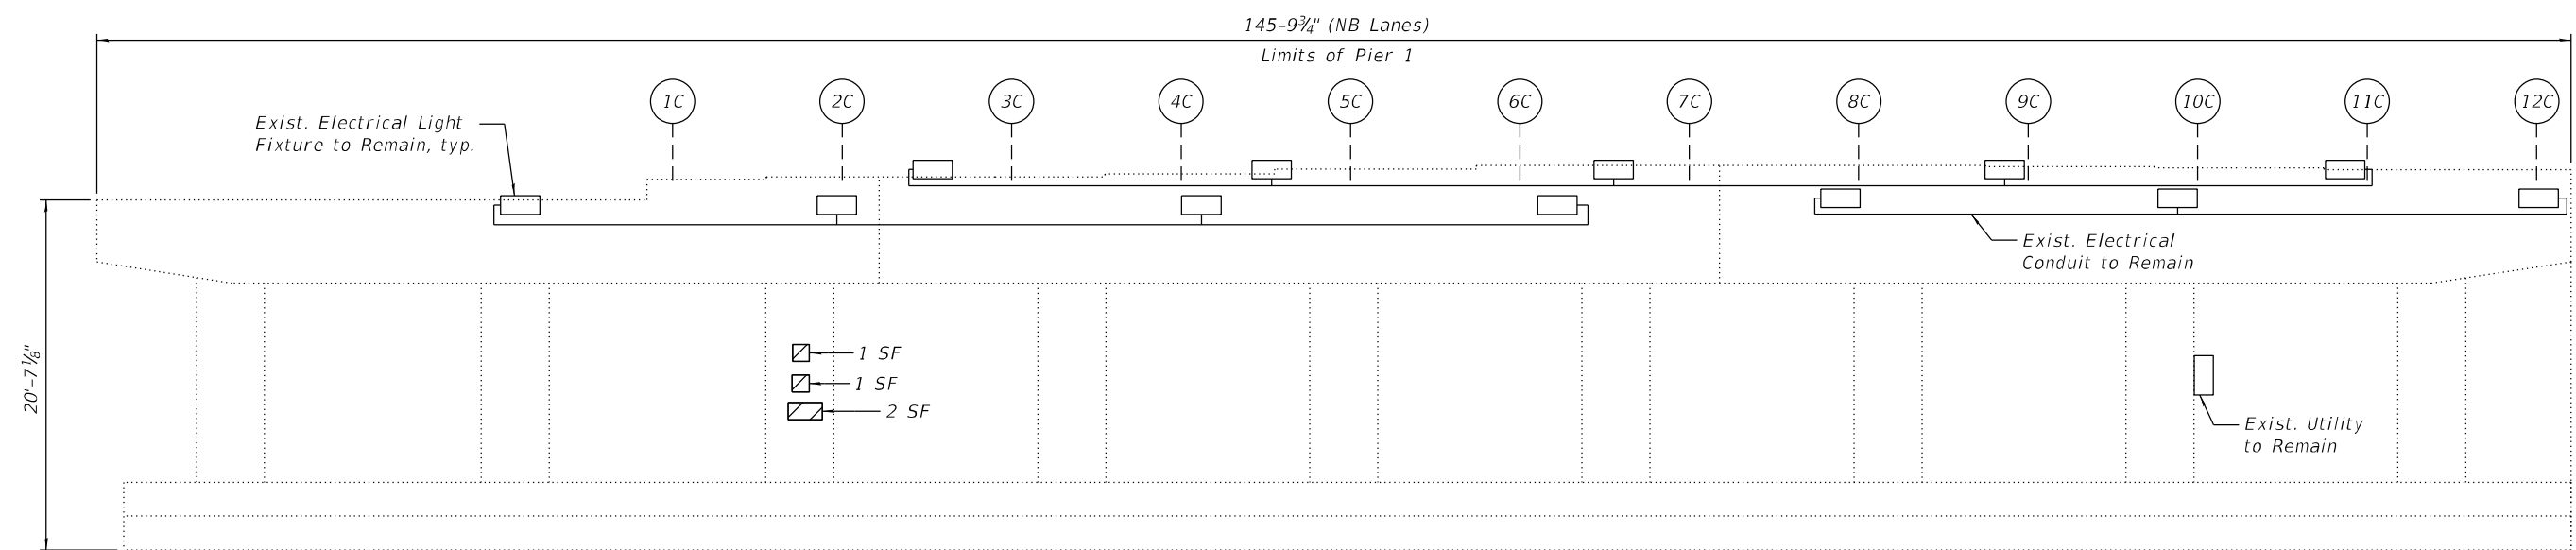 145-9¾" (NB Lanes)
Limits of Pier 1
1C 2C 3C 4C 5C 6C 7C 8C 9C 10C 11C 12C
Exist. Electrical Light
Fixture to Remain, typ.
Exist. Electrical
Conduit to Remain
20'-7⅛"
1 SF
1 SF
2 SF
Exist. Utility
to Remain